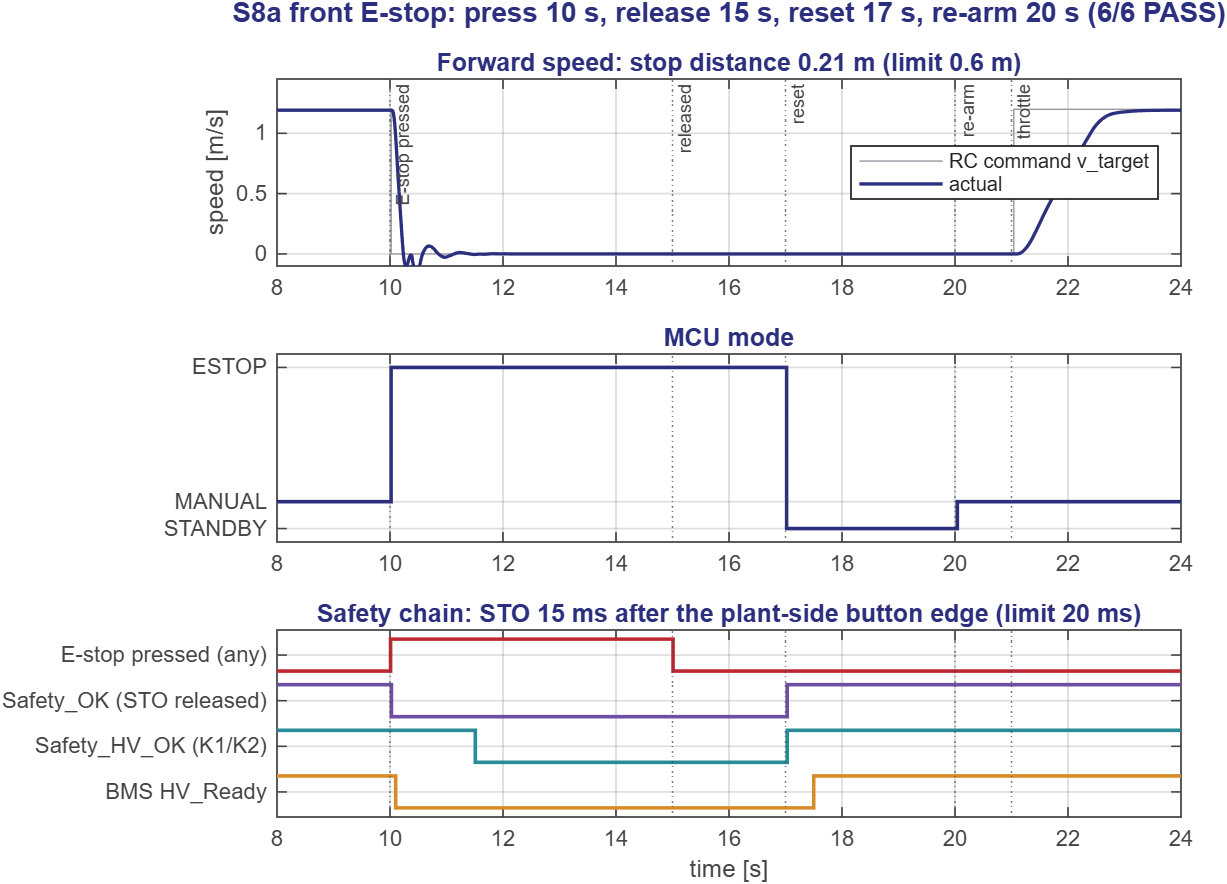 S8a front E-stop: press 10 s, release 15 s, reset 17 s, re-arm 20 s (6/6 PASS)
Forward speed: stop distance 0.21 m (limit 0.6 m)
speed [m/s]
1
0.5
0
E-stop pressed
released
reset
re-arm
throttle
RC command v_target
actual
8 10 12 14 16 18 20 22 24
MCU mode
ESTOP
MANUAL
STANDBY
8 10 12 14 16 18 20 22 24
Safety chain: STO 15 ms after the plant-side button edge (limit 20 ms)
E-stop pressed (any)
Safety_OK (STO released)
Safety_HV_OK (K1/K2)
BMS HV_Ready
8 10 12 14 16 18 20 22 24
time [s]